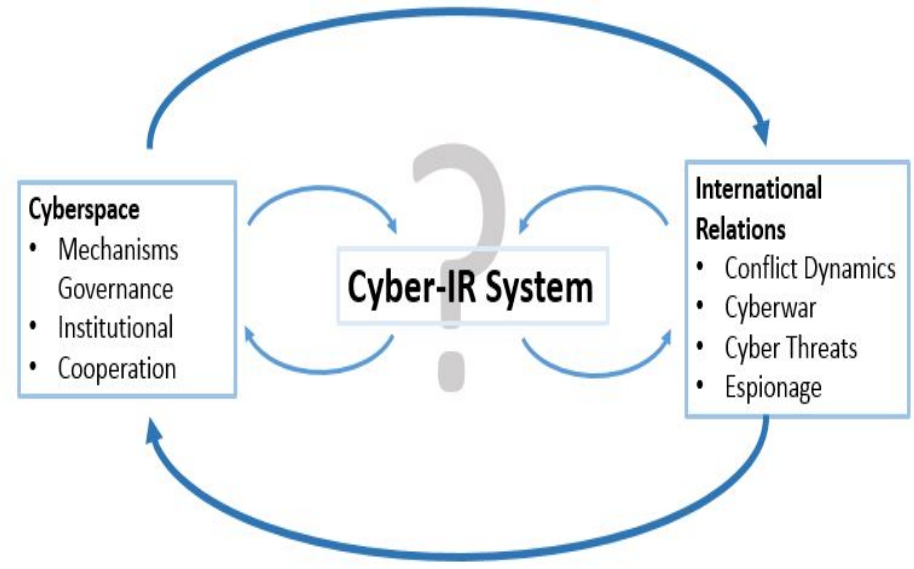 ?
Cyberspace
• Mechanisms
Governance
• Institutional
• Cooperation
Cyber-IR System
International
Relations
• Conflict Dynamics
• Cyberwar
• Cyber Threats
• Espionage